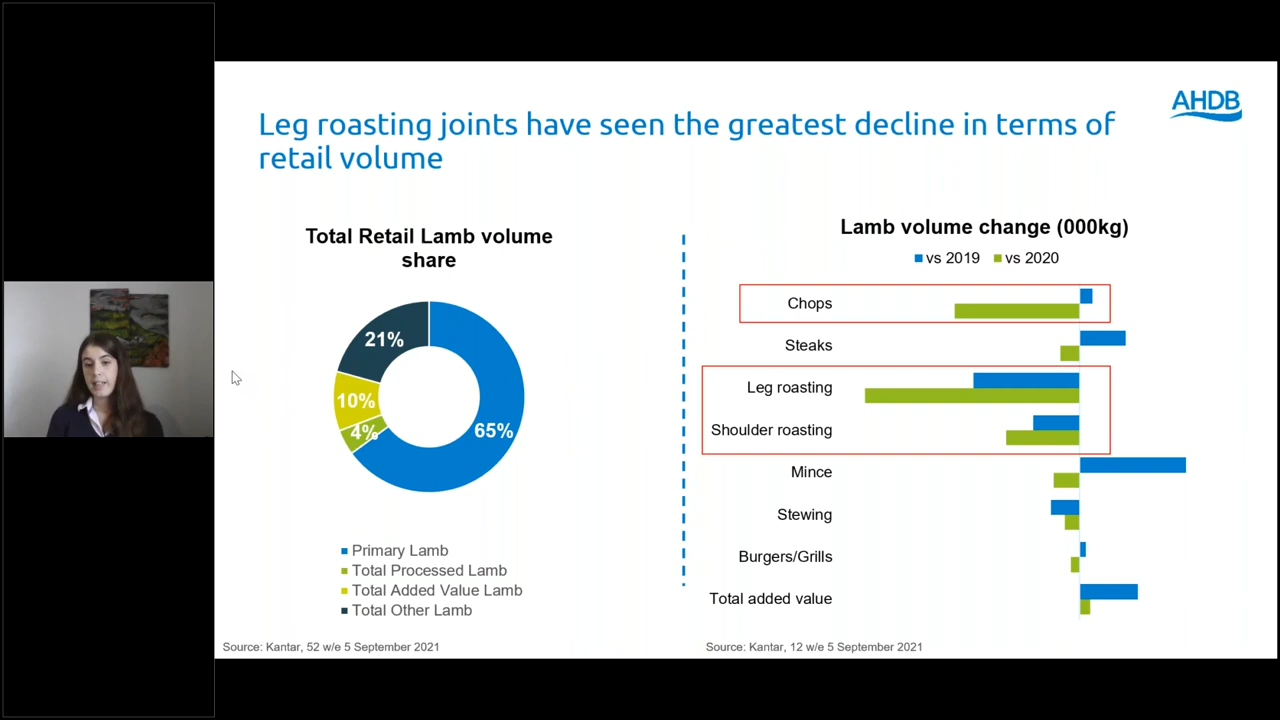 AHDB
Leg roasting joints have seen the greatest decline in terms of
retail volume
Total Retail Lamb volume
share
21%
10%
4%
65%
Primary Lamb
Total Processed Lamb
Total Added Value Lamb
Total Other Lamb
Source: Kantar, 52 w/e 5 September 2021
Lamb volume change (000kg)
vs 2019 vs 2020
Chops
Steaks
Leg roasting
Shoulder roasting
Mince
Stewing
Burgers/Grills
Total added value
Source: Kantar, 12 w/e 5 September 2021